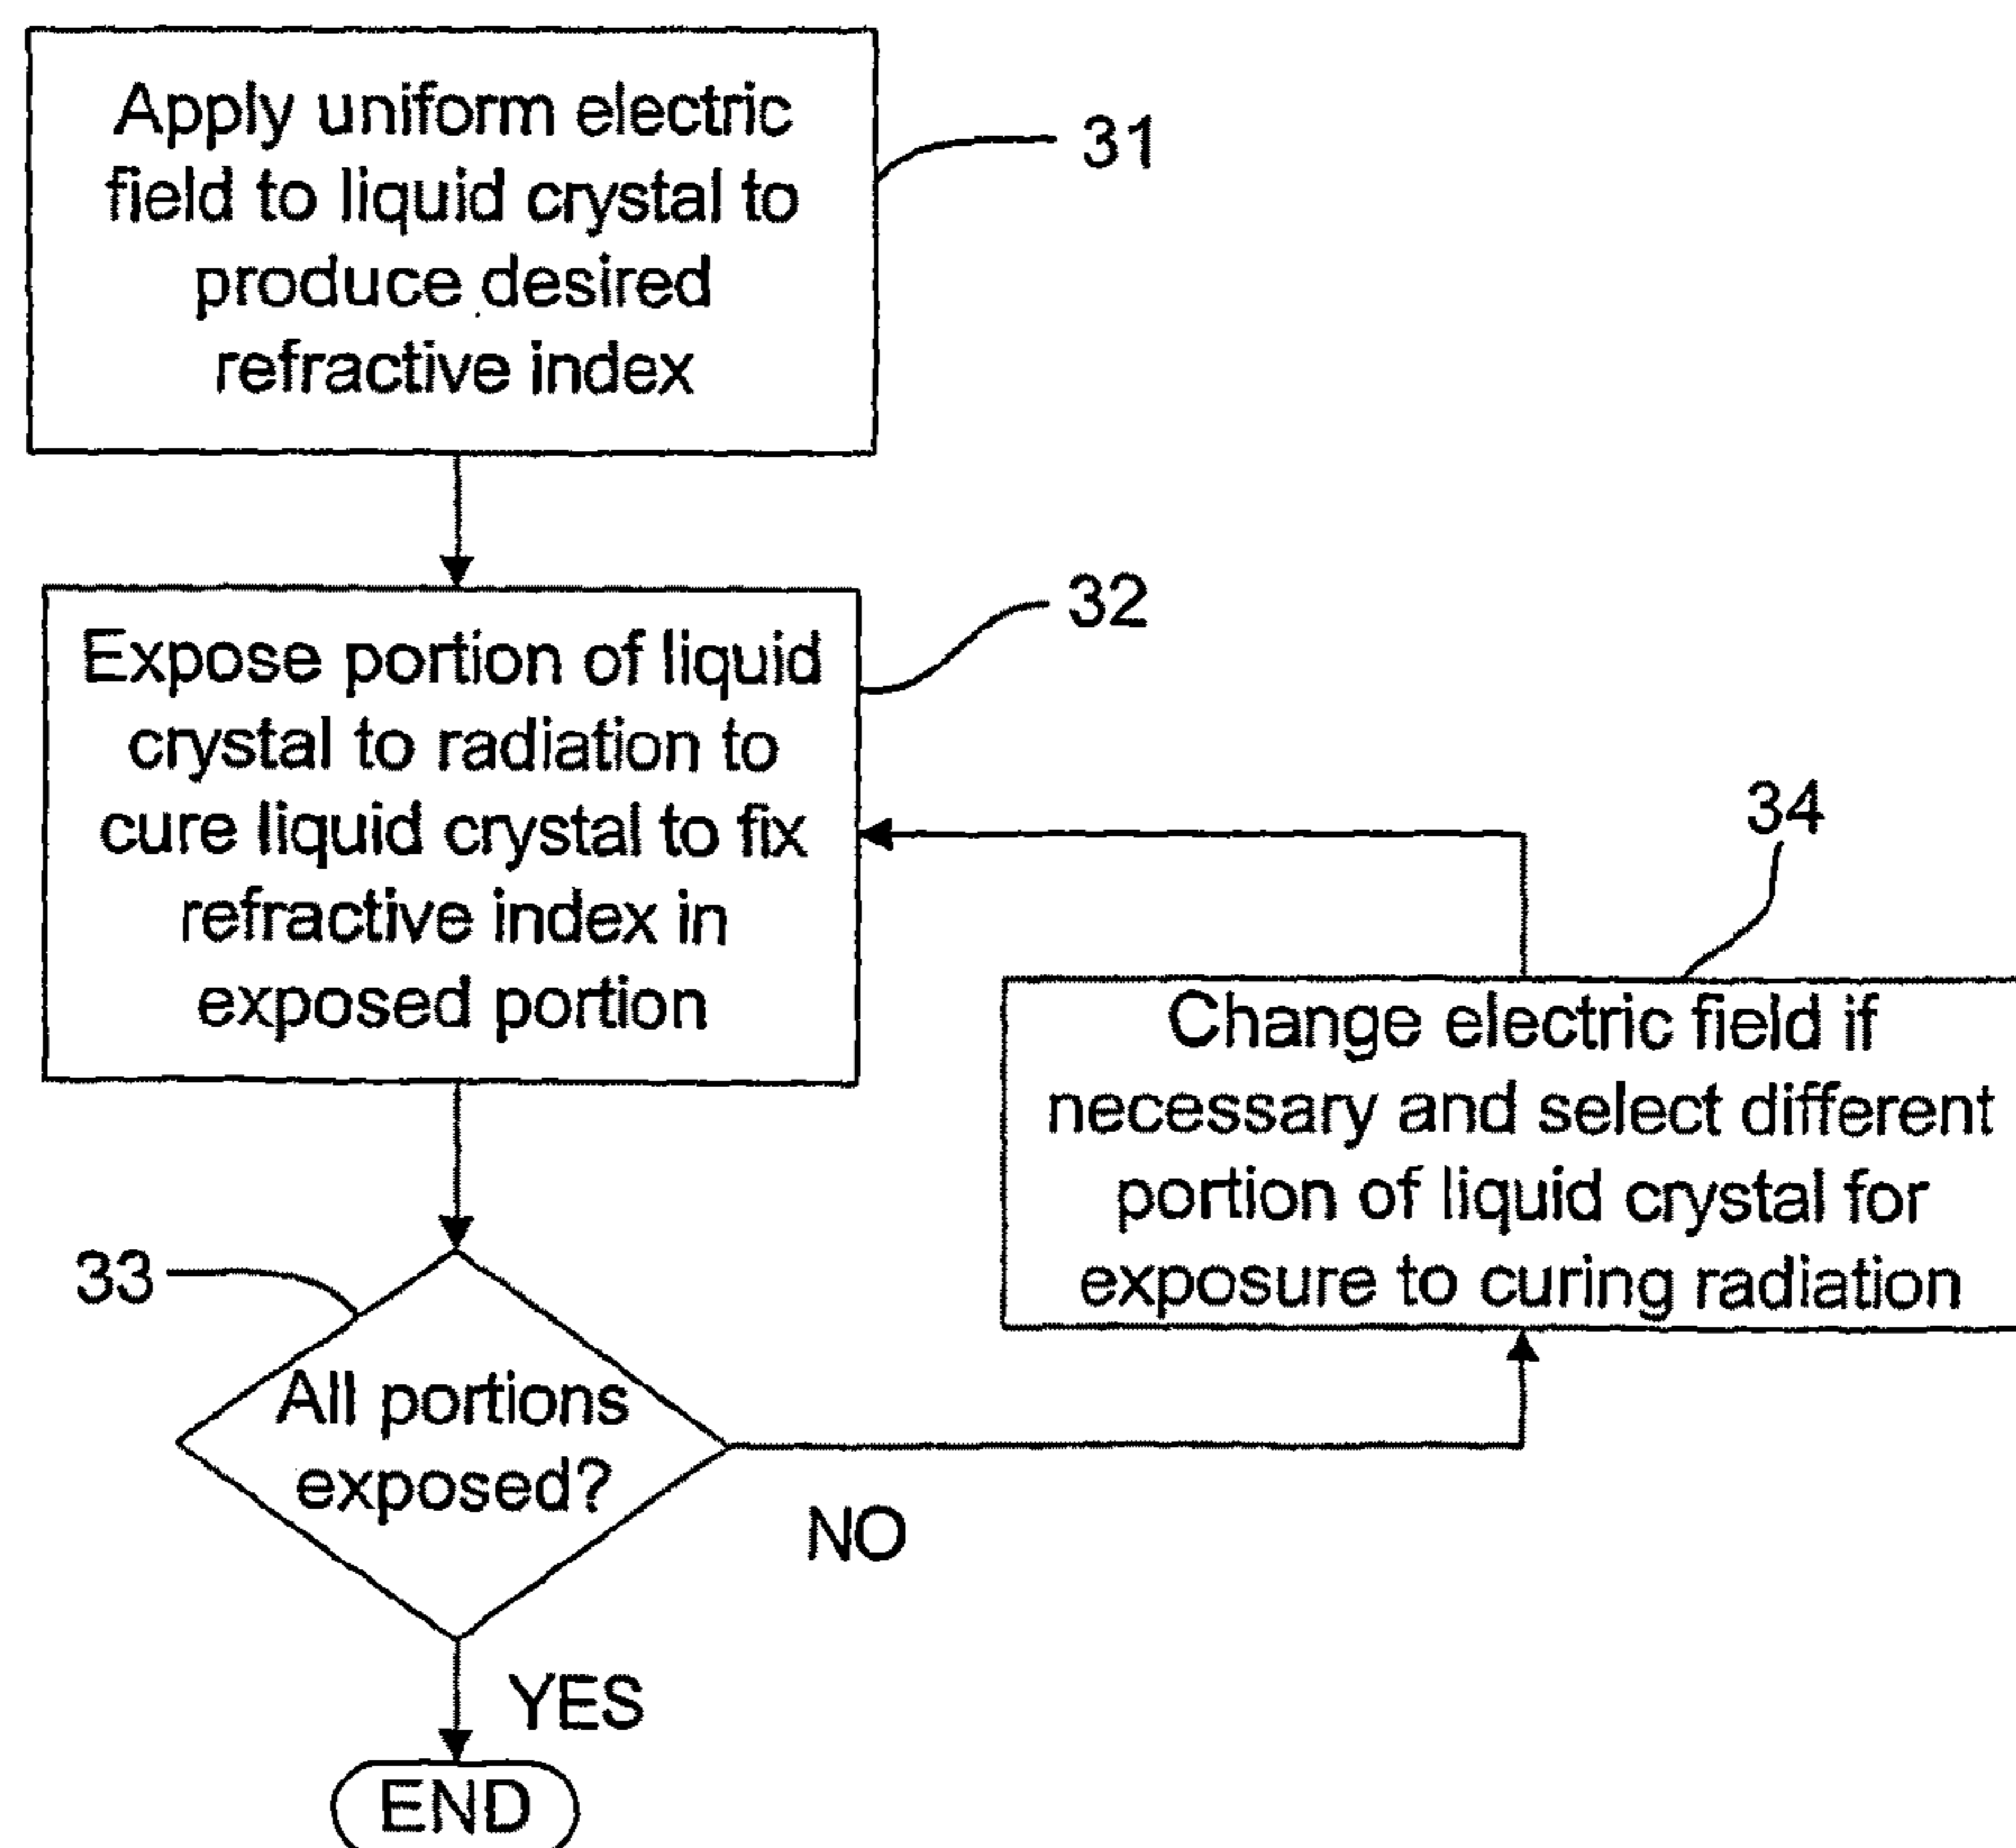 Apply uniform electric
field to liquid crystal to
produce desired
refractive index
31
Expose portion of liquid
crystal to radiation to
cure liquid crystal to fix
refractive index in
exposed portion
32
34
Change electric field if
necessary and select different
portion of liquid crystal for
exposure to curing radiation
33
All portions
exposed?
NO
YES
END